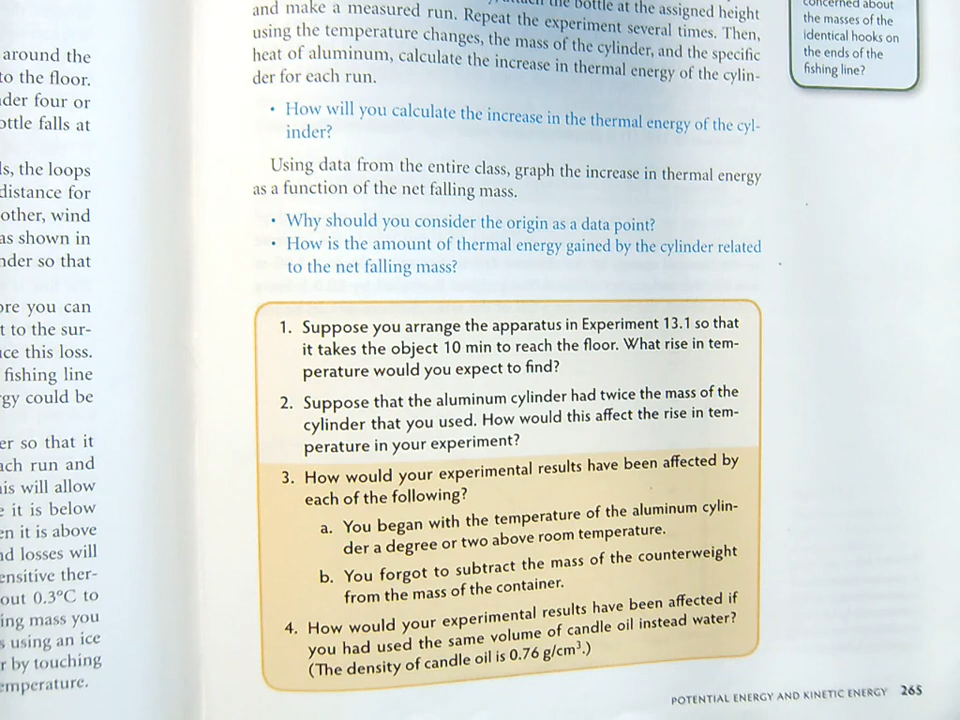 around the
to the floor.
der four or
ottle falls at
s, the loops
distance for
other, wind
as shown in
nder so that
ore you can
t to the sur-
ce this loss.
fishing line
gy could be
er so that it
ach run and
is will allow
e it is below
en it is above
nd losses will
ensitive ther-
out 0.3°C to
ing mass you
s using an ice
r by touching
emperature.
the bottle at the assigned height
and make a measured run. Repeat the experiment several times. Then,
using the temperature changes, the mass of the cylinder, and the specific
heat of aluminum, calculate the increase in thermal energy of the cylin-
der for each run.
• How will you calculate the increase in the thermal energy of the cyl-
inder?
Using data from the entire class, graph the increase in thermal energy
as a function of the net falling mass.
• Why should you consider the origin as a data point?
• How is the amount of thermal energy gained by the cylinder related
to the net falling mass?
1. Suppose you arrange the apparatus in Experiment 13.1 so that
it takes the object 10 min to reach the floor. What rise in tem-
perature would you expect to find?
2. Suppose that the aluminum cylinder had twice the mass of the
cylinder that you used. How would this affect the rise in tem-
perature in your experiment?
3. How would your experimental results have been affected by
each of the following?
a. You began with the temperature of the aluminum cylin-
der a degree or two above room temperature.
b. You forgot to subtract the mass of the counterweight
from the mass of the container.
4. How would your experimental results have been affected if
you had used the same volume of candle oil instead water?
(The density of candle oil is 0.76 g/cm³.)
concerned about
the masses of the
identical hooks on
the ends of the
fishing line?
POTENTIAL ENERGY AND KINETIC ENERGY 265